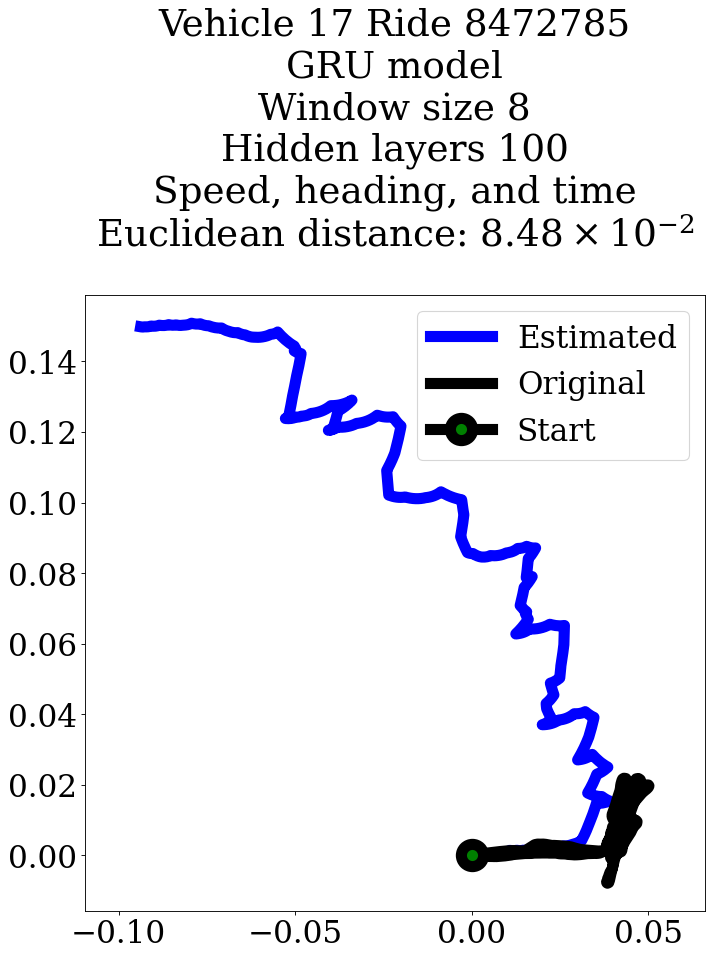 Vehicle 17 Ride 8472785
GRU model
Window size 8
Hidden layers 100
Speed, heading, and time
Euclidean distance: 8.48 × 10⁻²
Estimated
Original
Start
0.14
0.12
0.10
0.08
0.06
0.04
0.02
0.00
−0.10 −0.05 0.00 0.05